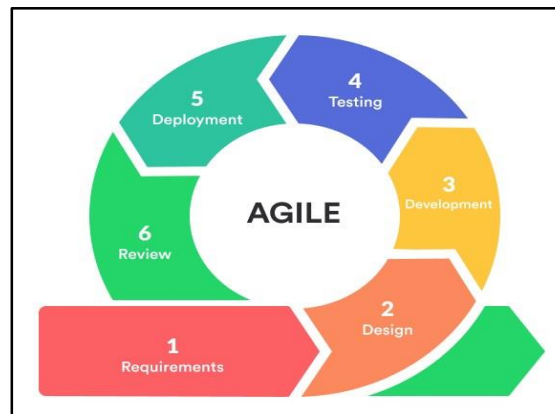 AGILE
1
Requirements
2
Design
3
Development
4
Testing
5
Deployment
6
Review